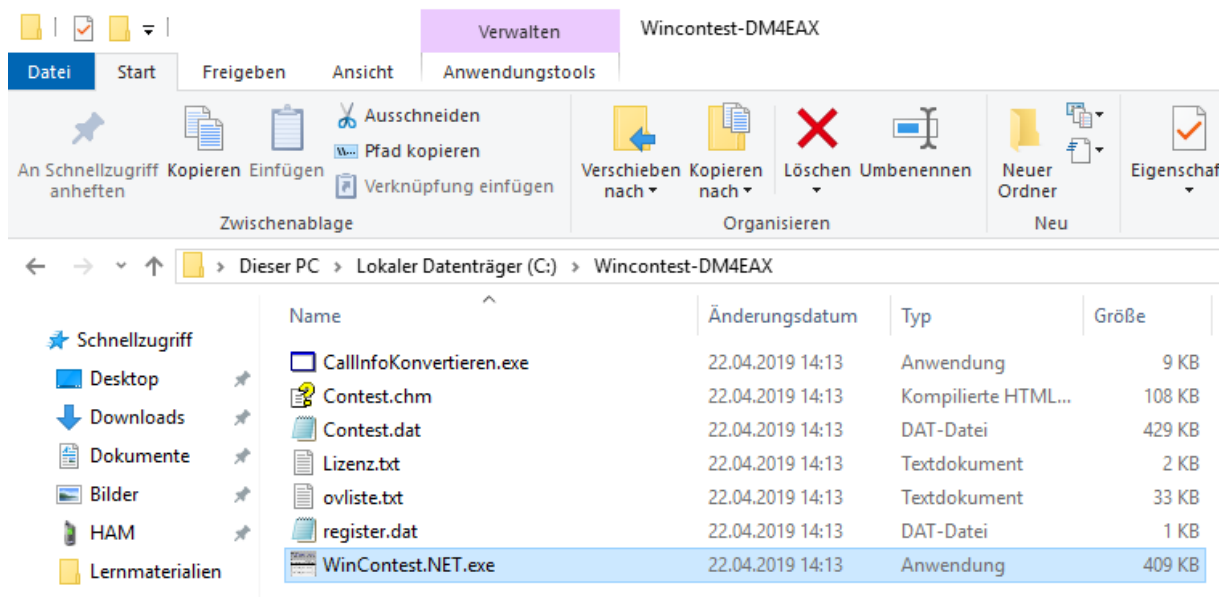 Verwalten
Wincontest-DM4EAX
Datei Start Freigeben Ansicht Anwendungstools
An Schnellzugriff anheften
Kopieren
Einfügen
Ausschneiden
Pfad kopieren
Verknüpfung einfügen
Verschieben nach
Kopieren nach
Löschen
Umbenennen
Neuer Ordner
Eigenschaf
Zwischenablage Organisieren Neu
Dieser PC › Lokaler Datenträger (C:) › Wincontest-DM4EAX
Schnellzugriff
Desktop
Downloads
Dokumente
Bilder
HAM
Lernmaterialien
Name Änderungsdatum Typ Größe
CallInfoKonvertieren.exe 22.04.2019 14:13 Anwendung 9 KB
Contest.chm 22.04.2019 14:13 Kompilierte HTML... 108 KB
Contest.dat 22.04.2019 14:13 DAT-Datei 429 KB
Lizenz.txt 22.04.2019 14:13 Textdokument 2 KB
ovliste.txt 22.04.2019 14:13 Textdokument 33 KB
register.dat 22.04.2019 14:13 DAT-Datei 1 KB
WinContest.NET.exe 22.04.2019 14:13 Anwendung 409 KB